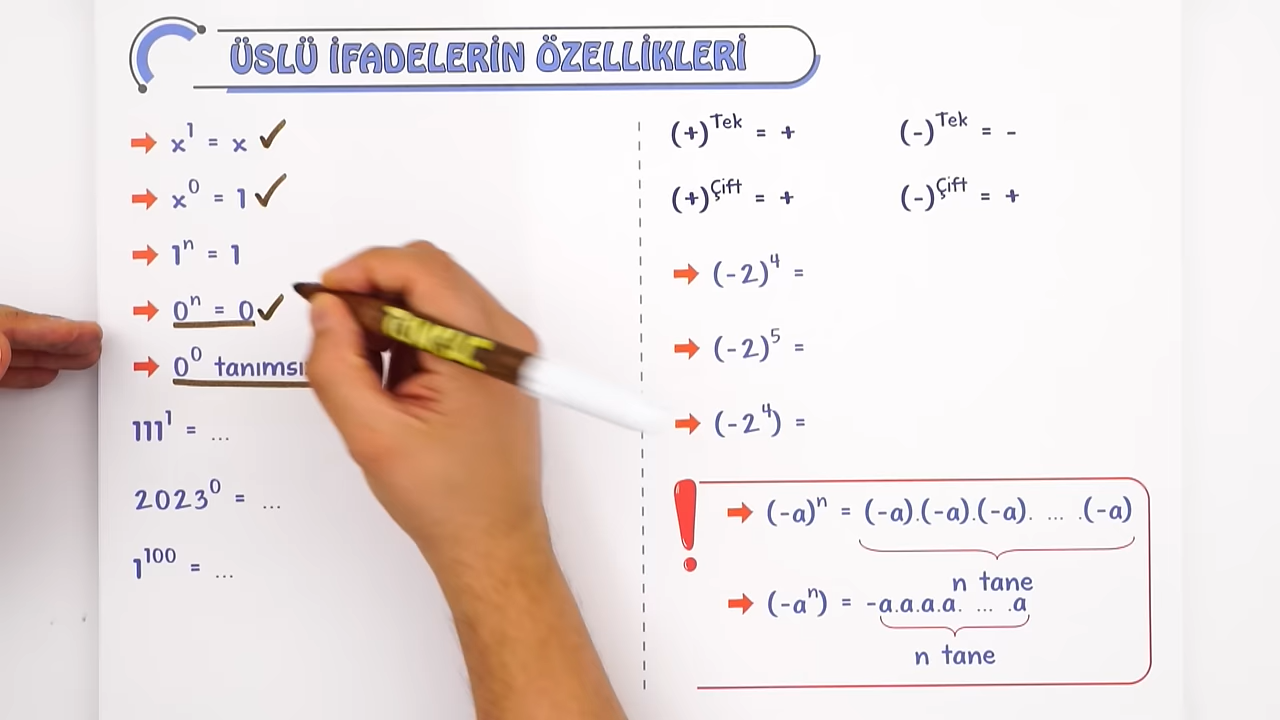 ÜSLÜ İFADELERİN ÖZELLİKLERİ
x¹ = x ✓
x⁰ = 1 ✓
1ⁿ = 1
0ⁿ = 0 ✓
0⁰ tanımsı
111¹ = ...
2023⁰ = ...
1¹⁰⁰ = ...
(+)ᵀᵉᵏ = + (-)ᵀᵉᵏ = -
(+)Çift = + (-)Çift = +
(-2)⁴ =
(-2)⁵ =
(-2⁴) =
(-a)ⁿ = (-a).(-a).(-a). ... .(-a)
n tane
(-aⁿ) = -a.a.a.a. ... .a
n tane